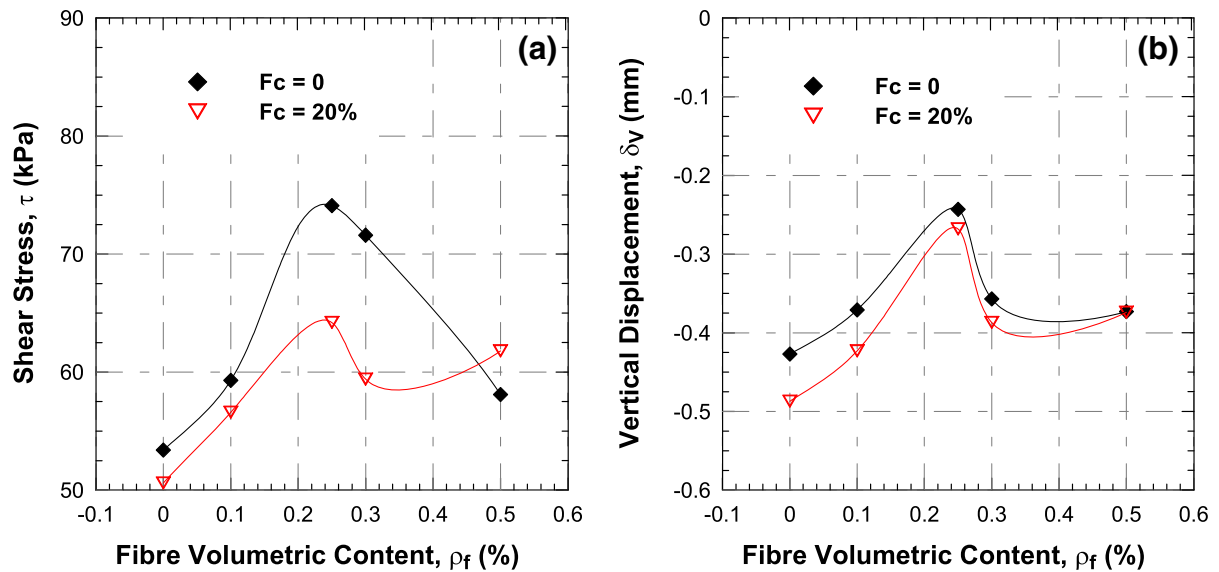 (a)
Fc = 0
Fc = 20%
90
80
70
60
50
-0.1 0 0.1 0.2 0.3 0.4 0.5 0.6
Shear Stress, τ (kPa)
Fibre Volumetric Content, ρf (%)
(b)
Fc = 0
Fc = 20%
0
-0.1
-0.2
-0.3
-0.4
-0.5
-0.6
-0.1 0 0.1 0.2 0.3 0.4 0.5 0.6
Vertical Displacement, δV (mm)
Fibre Volumetric Content, ρf (%)